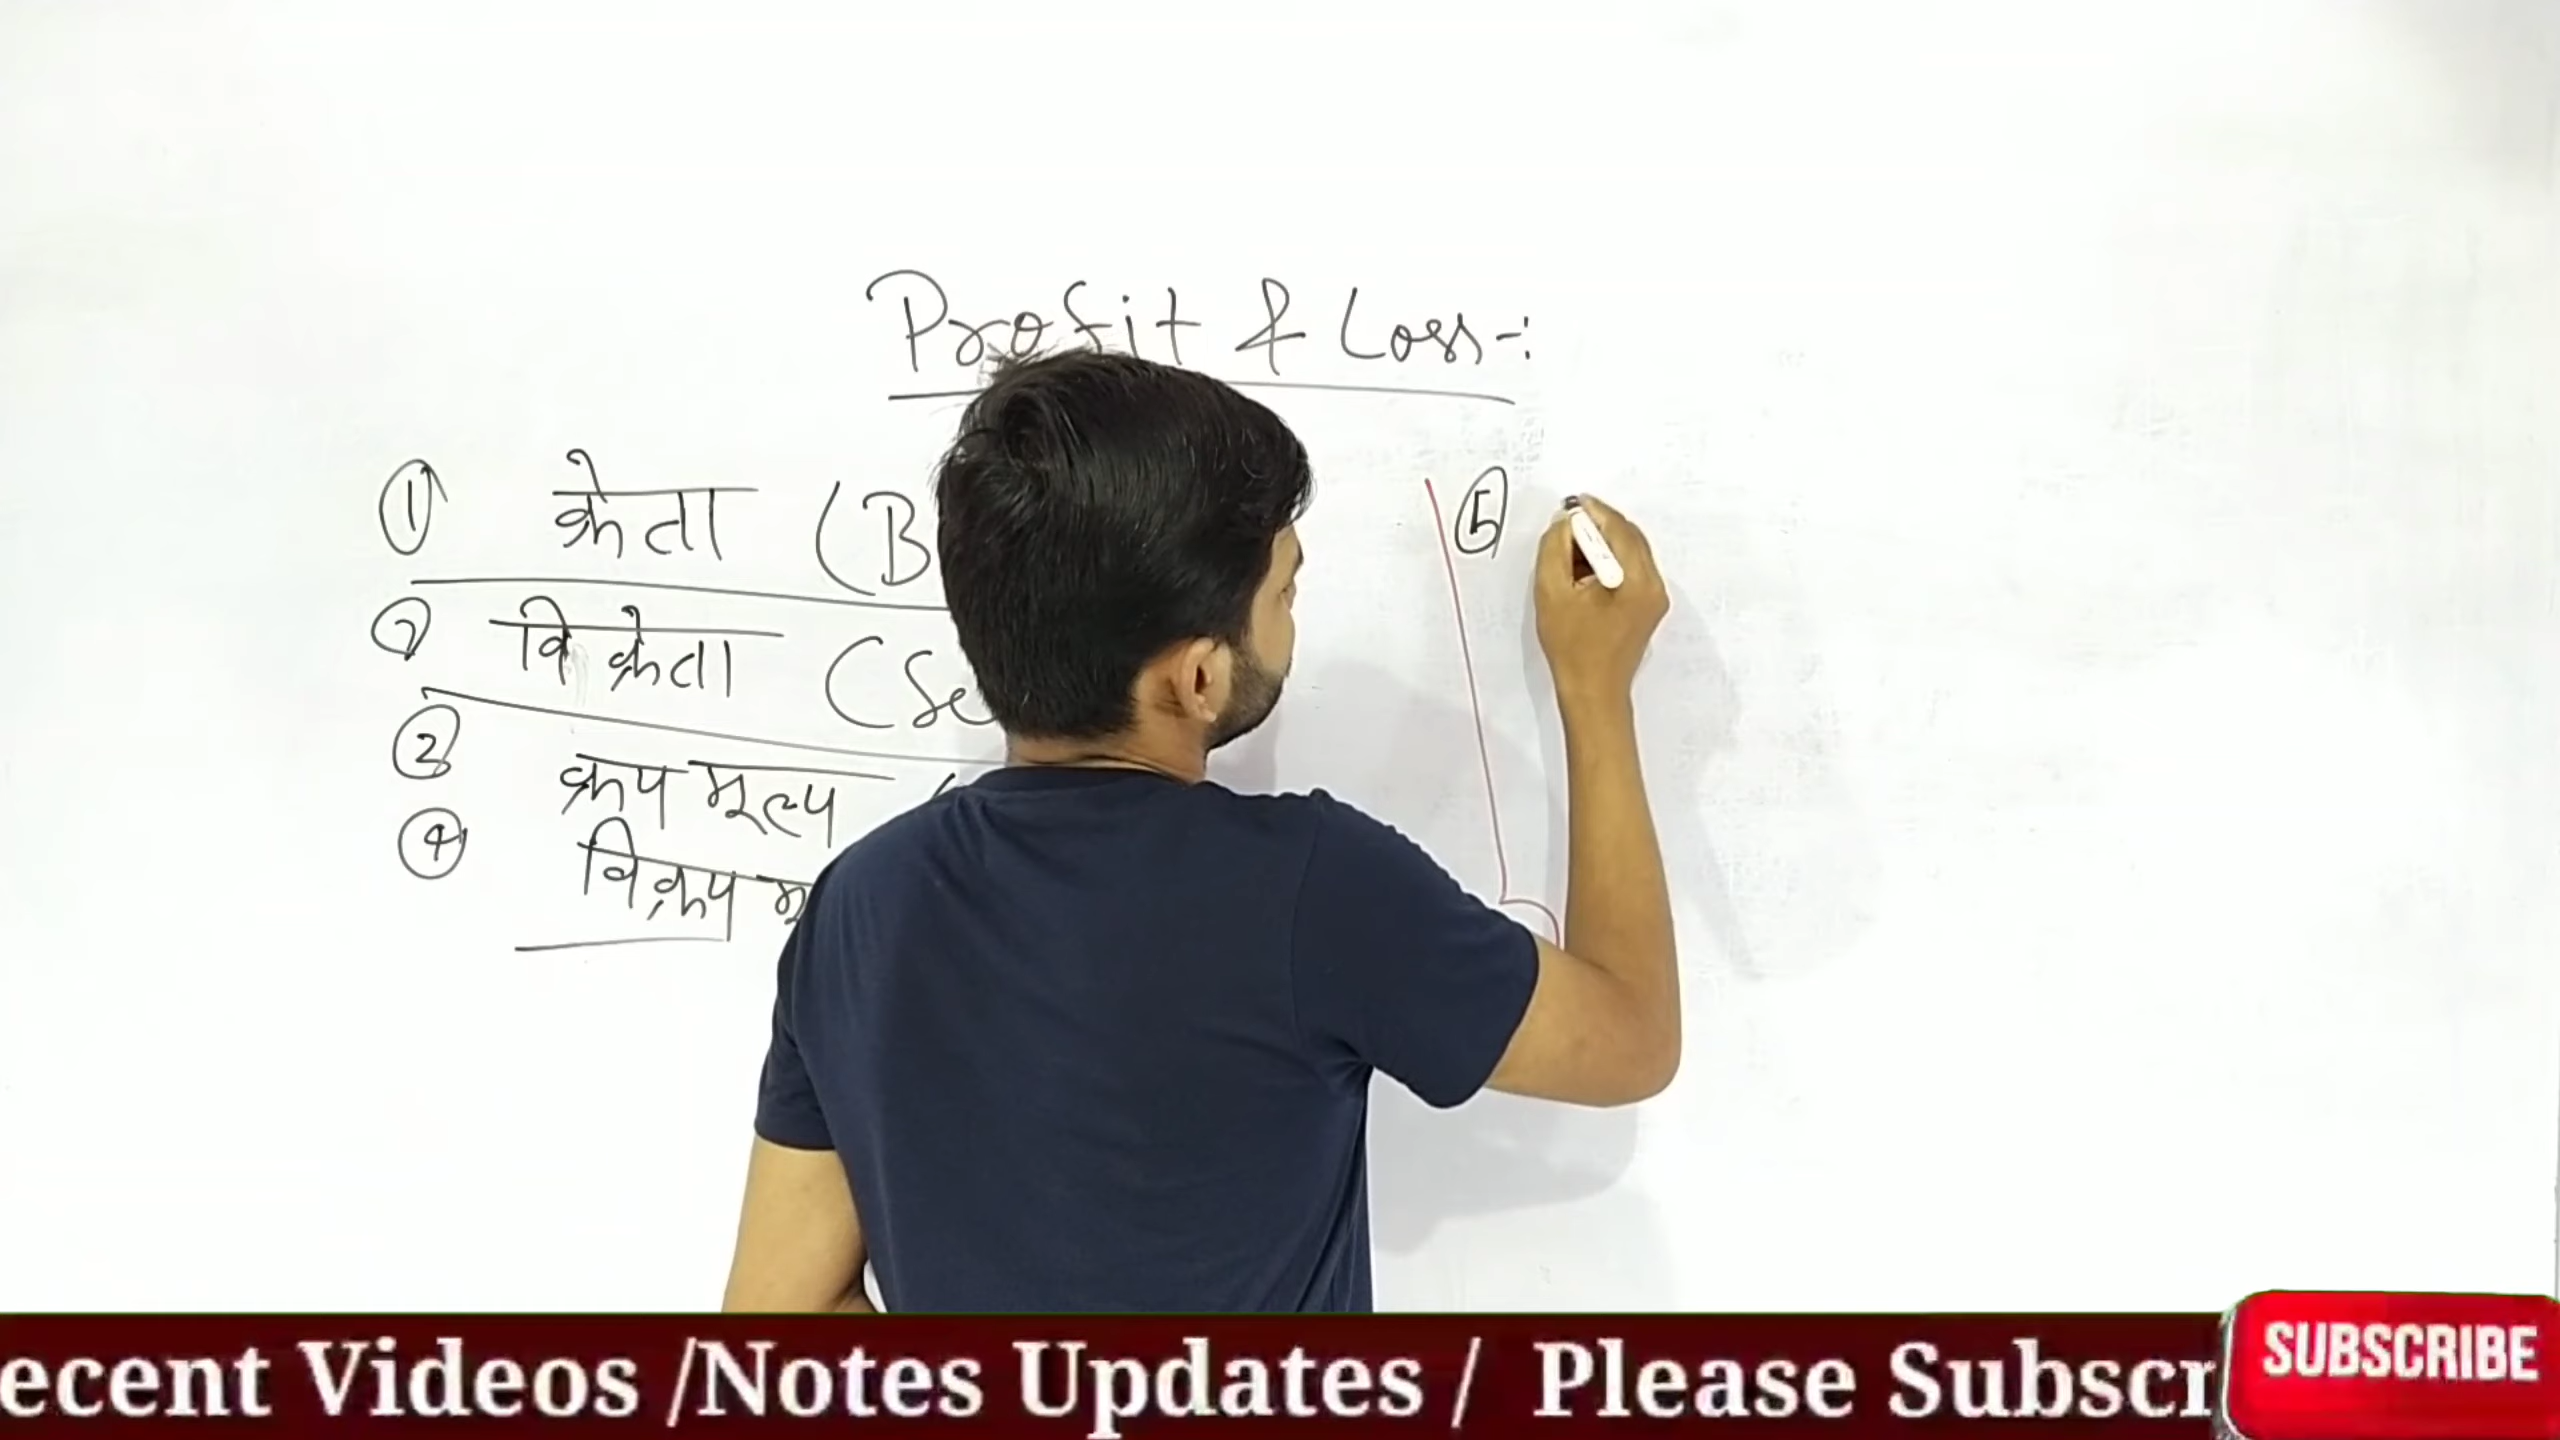 Profit & Loss -:
① क्रेता (B
② विक्रेता (Se
③ क्रय मूल्य (
④ विक्रय मू
⑤
ecent Videos /Notes Updates / Please Subscr
SUBSCRIBE